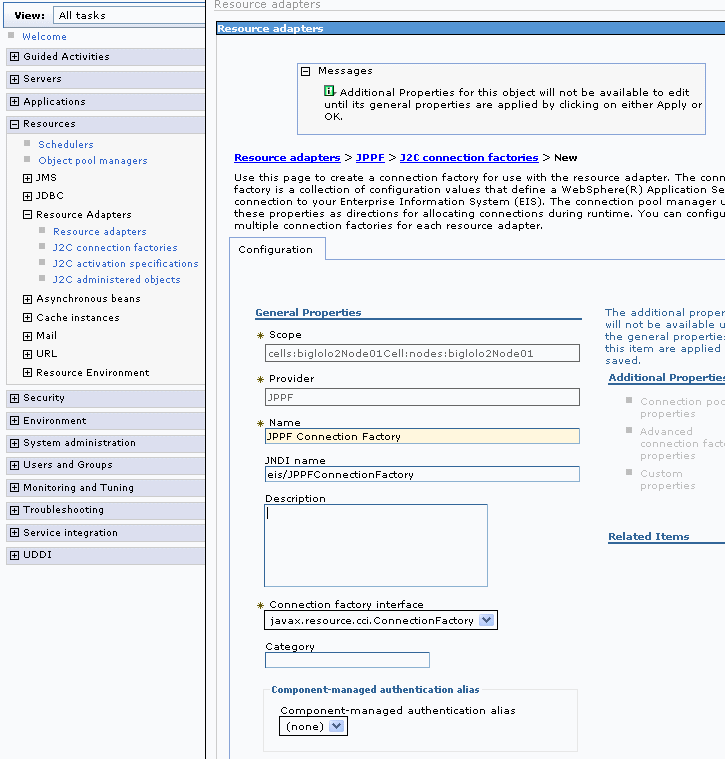 View: All tasks
Welcome
Guided Activities
Servers
Applications
Resources
Schedulers
Object pool managers
JMS
JDBC
Resource Adapters
Resource adapters
J2C connection factories
J2C activation specifications
J2C administered objects
Asynchronous beans
Cache instances
Mail
URL
Resource Environment
Security
Environment
System administration
Users and Groups
Monitoring and Tuning
Troubleshooting
Service integration
UDDI
Resource adapters
Resource adapters
Messages
Additional Properties for this object will not be available to edit
until its general properties are applied by clicking on either Apply or
OK.
Resource adapters > JPPF > J2C connection factories > New
Use this page to create a connection factory for use with the resource adapter. The conn
factory is a collection of configuration values that define a WebSphere(R) Application Se
connection to your Enterprise Information System (EIS). The connection pool manager u
these properties as directions for allocating connections during runtime. You can configu
multiple connection factories for each resource adapter.
Configuration
General Properties
* Scope
cells:biglolo2Node01Cell:nodes:biglolo2Node01
* Provider
JPPF
* Name
JPPF Connection Factory
JNDI name
eis/JPPFConnectionFactory
Description
* Connection factory interface
javax.resource.cci.ConnectionFactory
Category
Component-managed authentication alias
Component-managed authentication alias
(none)
The additional proper
will not be available u
the general properties
this item are applied
saved.
Additional Properties
Connection poo
properties
Advanced
connection facto
properties
Custom
properties
Related Items